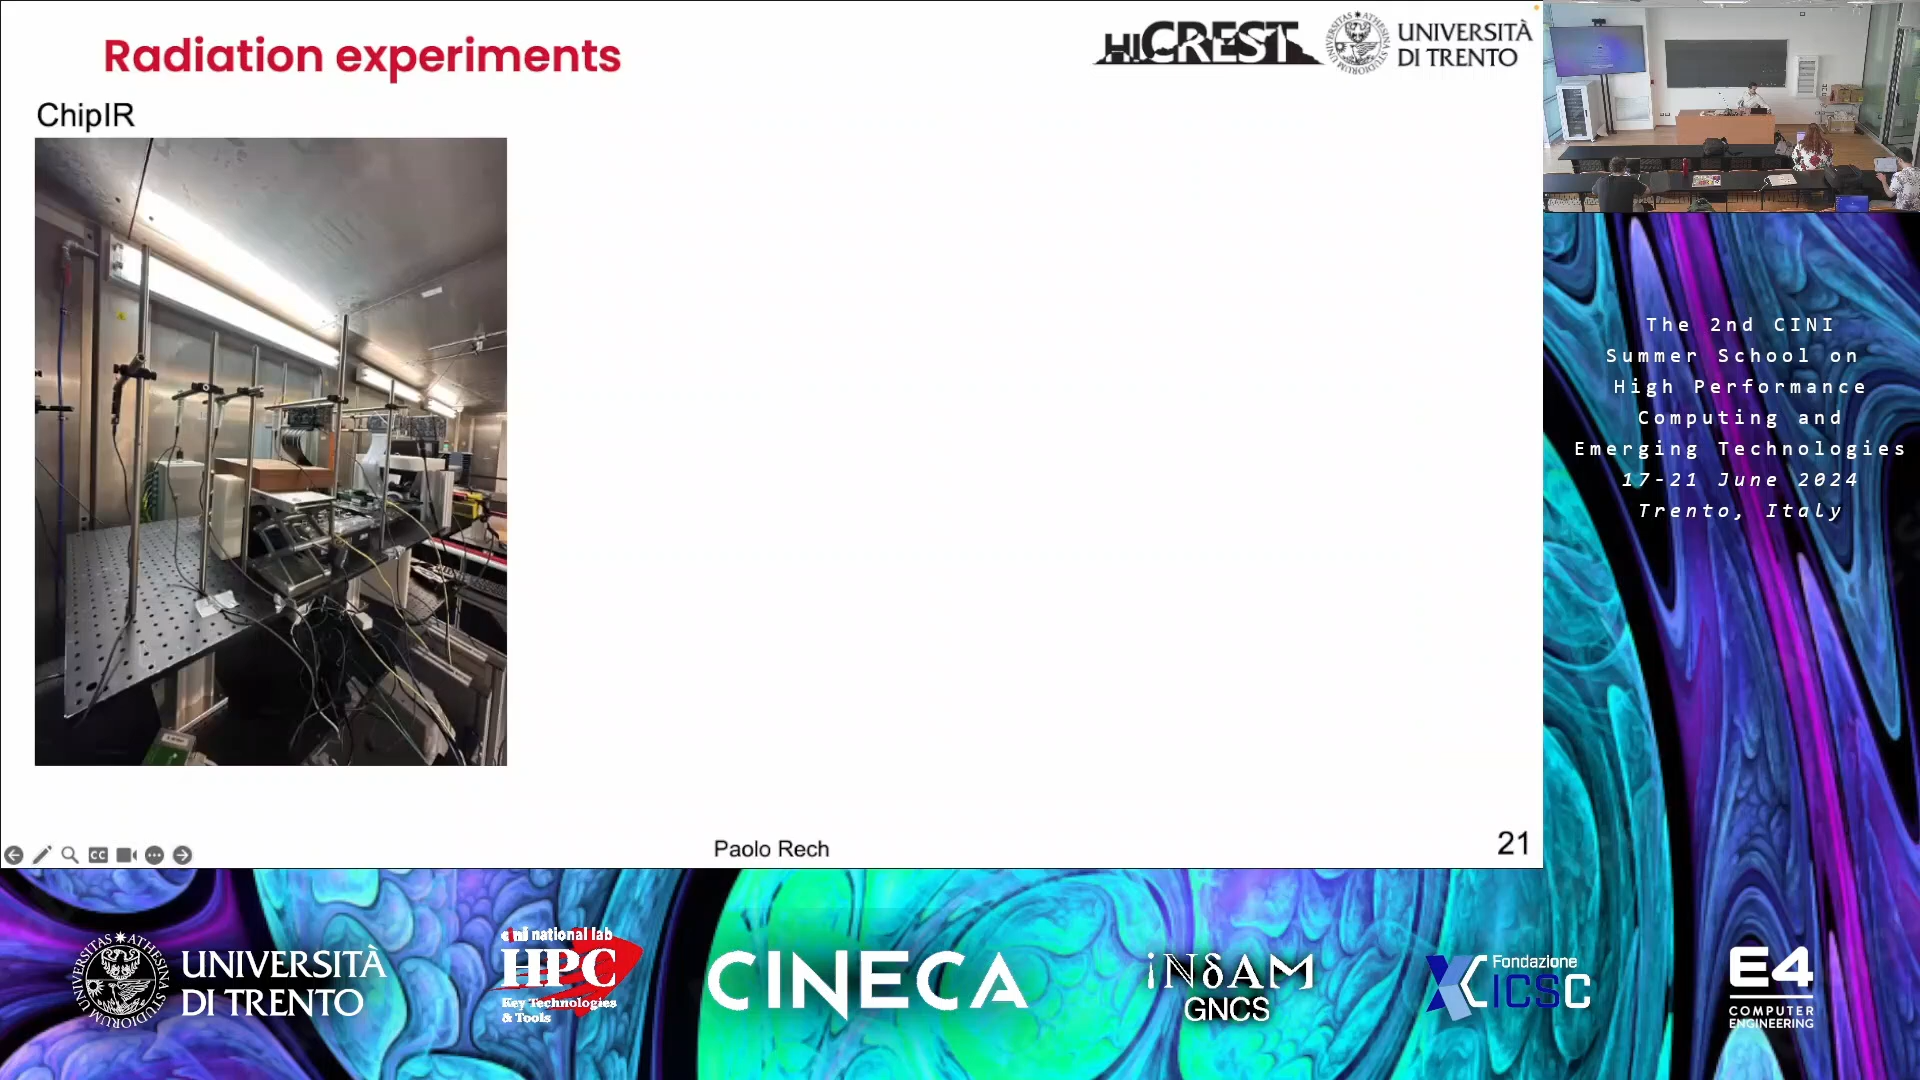 Radiation experiments
HiCREST
UNIVERSITÀ
DI TRENTO
ChipIR
Paolo Rech
21
CC
The 2nd CINI
Summer School on
High Performance
Computing and
Emerging Technologies
17-21 June 2024
Trento, Italy
UNIVERSITÀ
DI TRENTO
cini national lab
HPC
Key Technologies
& Tools
CINECA
iNδAM
GNCS
Fondazione
ICSC
E4
COMPUTER
ENGINEERING